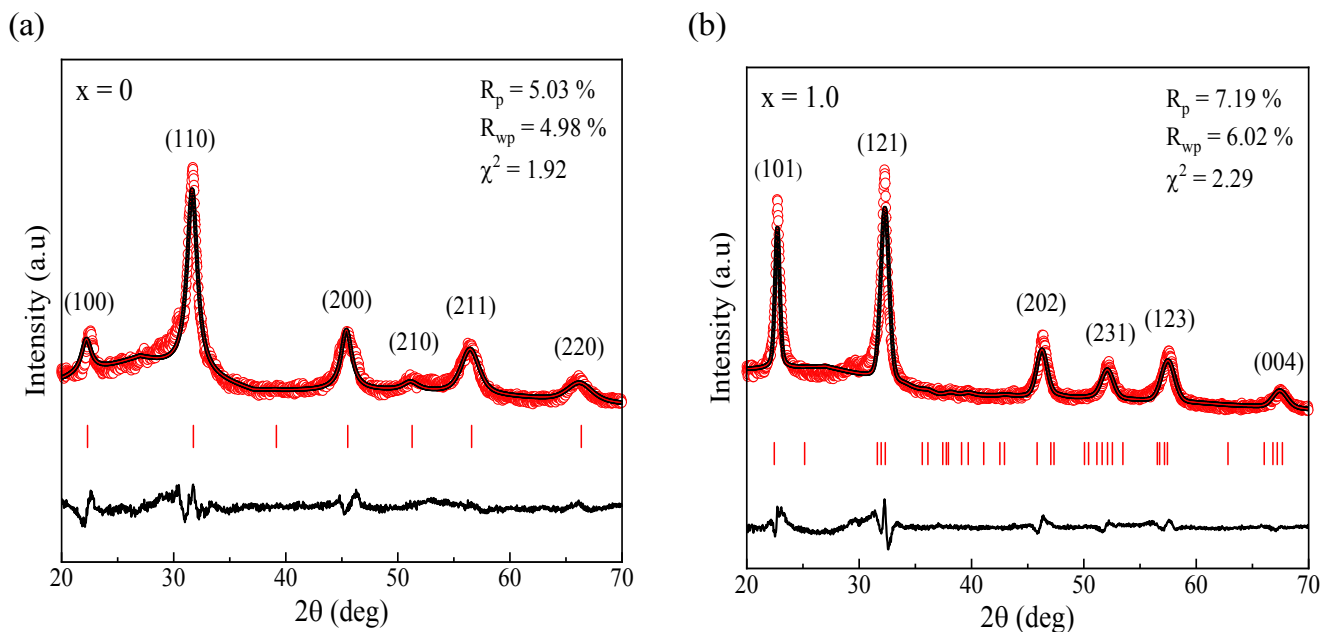 (a)
x = 0
R_p = 5.03 %
R_wp = 4.98 %
χ² = 1.92
(100)
(110)
(200)
(210)
(211)
(220)
Intensity (a.u)
20 30 40 50 60 70
2θ (deg)
(b)
x = 1.0
R_p = 7.19 %
R_wp = 6.02 %
χ² = 2.29
(101)
(121)
(202)
(231)
(123)
(004)
Intensity (a.u)
20 30 40 50 60 70
2θ (deg)